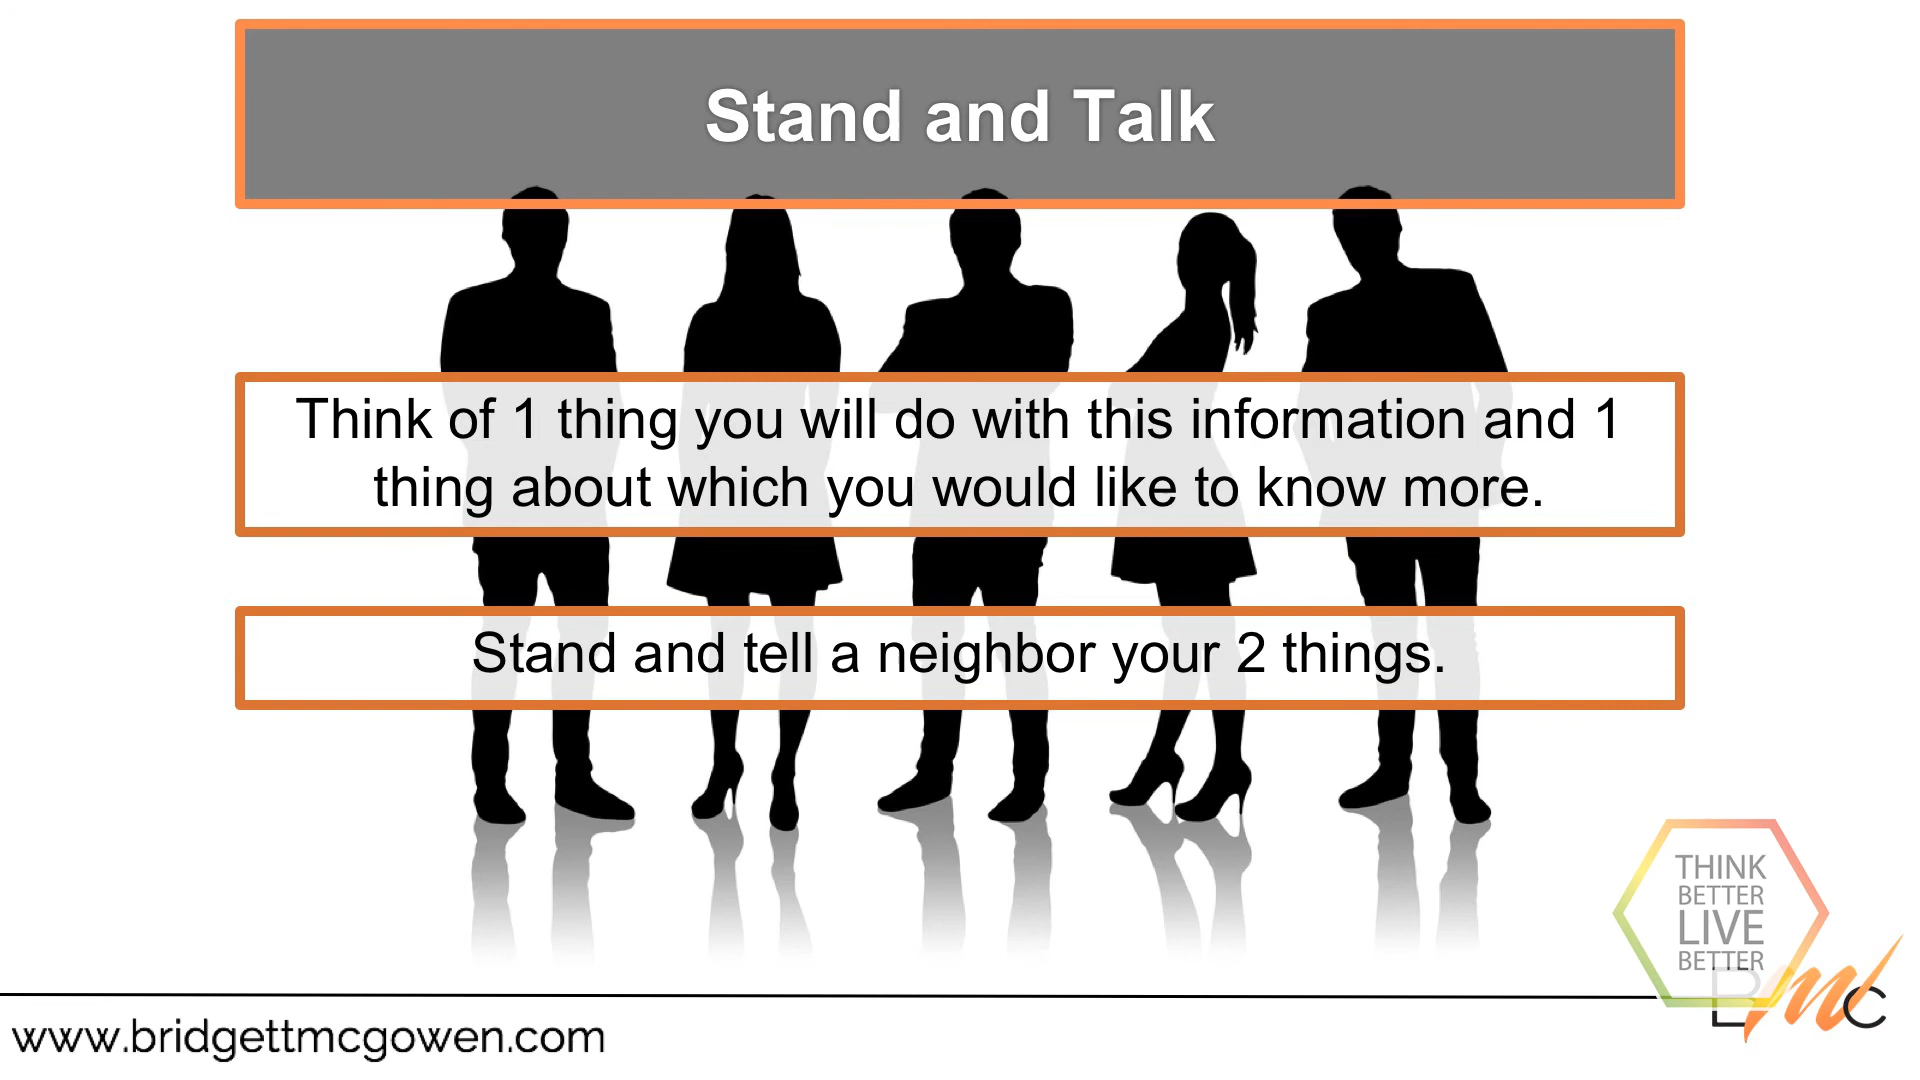 Stand and Talk
Think of 1 thing you will do with this information and 1
thing about which you would like to know more.
Stand and tell a neighbor your 2 things.
THINK
BETTER
LIVE
BETTER
BMC
www.bridgettmcgowen.com